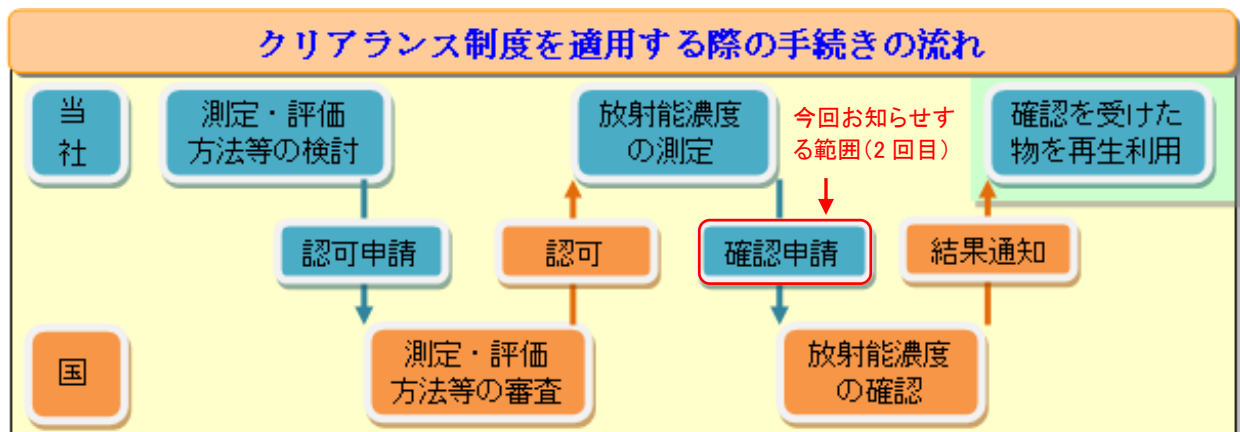 クリアランス制度を適用する際の手続きの流れ
当
社
測定・評価
方法等の検討
放射能濃度
の測定
今回お知らせす
る範囲(2回目)
確認を受けた
物を再生利用
認可申請
認可
確認申請
結果通知
国
測定・評価
方法等の審査
放射能濃度
の確認